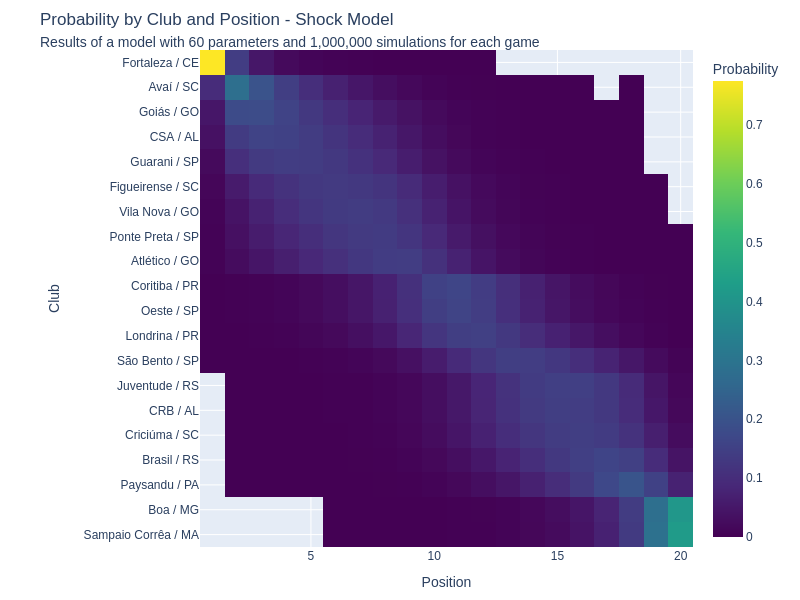 Probability by Club and Position - Shock Model
Results of a model with 60 parameters and 1,000,000 simulations for each game
Probability
Club
Fortaleza / CE
Avaí / SC
Goiás / GO
CSA / AL
Guarani / SP
Figueirense / SC
Vila Nova / GO
Ponte Preta / SP
Atlético / GO
Coritiba / PR
Oeste / SP
Londrina / PR
São Bento / SP
Juventude / RS
CRB / AL
Criciúma / SC
Brasil / RS
Paysandu / PA
Boa / MG
Sampaio Corrêa / MA
0.7
0.6
0.5
0.4
0.3
0.2
0.1
0
5 10 15 20
Position